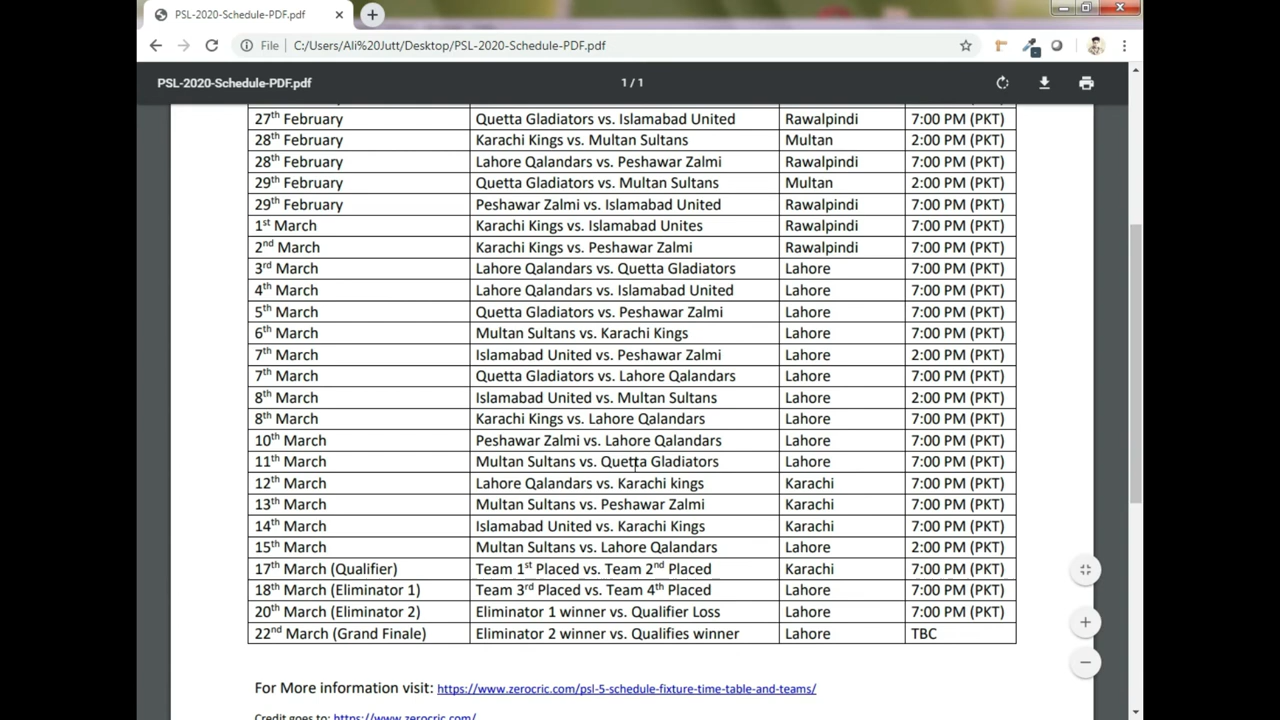 PSL-2020-Schedule-PDF.pdf
File C:/Users/Ali%20Jutt/Desktop/PSL-2020-Schedule-PDF.pdf
PSL-2020-Schedule-PDF.pdf 1 / 1
27th February Quetta Gladiators vs. Islamabad United Rawalpindi 7:00 PM (PKT)
28th February Karachi Kings vs. Multan Sultans Multan 2:00 PM (PKT)
28th February Lahore Qalandars vs. Peshawar Zalmi Rawalpindi 7:00 PM (PKT)
29th February Quetta Gladiators vs. Multan Sultans Multan 2:00 PM (PKT)
29th February Peshawar Zalmi vs. Islamabad United Rawalpindi 7:00 PM (PKT)
1st March Karachi Kings vs. Islamabad Unites Rawalpindi 7:00 PM (PKT)
2nd March Karachi Kings vs. Peshawar Zalmi Rawalpindi 7:00 PM (PKT)
3rd March Lahore Qalandars vs. Quetta Gladiators Lahore 7:00 PM (PKT)
4th March Lahore Qalandars vs. Islamabad United Lahore 7:00 PM (PKT)
5th March Quetta Gladiators vs. Peshawar Zalmi Lahore 7:00 PM (PKT)
6th March Multan Sultans vs. Karachi Kings Lahore 7:00 PM (PKT)
7th March Islamabad United vs. Peshawar Zalmi Lahore 2:00 PM (PKT)
7th March Quetta Gladiators vs. Lahore Qalandars Lahore 7:00 PM (PKT)
8th March Islamabad United vs. Multan Sultans Lahore 2:00 PM (PKT)
8th March Karachi Kings vs. Lahore Qalandars Lahore 7:00 PM (PKT)
10th March Peshawar Zalmi vs. Lahore Qalandars Lahore 7:00 PM (PKT)
11th March Multan Sultans vs. Quetta Gladiators Lahore 7:00 PM (PKT)
12th March Lahore Qalandars vs. Karachi kings Karachi 7:00 PM (PKT)
13th March Multan Sultans vs. Peshawar Zalmi Karachi 7:00 PM (PKT)
14th March Islamabad United vs. Karachi Kings Karachi 7:00 PM (PKT)
15th March Multan Sultans vs. Lahore Qalandars Lahore 2:00 PM (PKT)
17th March (Qualifier) Team 1st Placed vs. Team 2nd Placed Karachi 7:00 PM (PKT)
18th March (Eliminator 1) Team 3rd Placed vs. Team 4th Placed Lahore 7:00 PM (PKT)
20th March (Eliminator 2) Eliminator 1 winner vs. Qualifier Loss Lahore 7:00 PM (PKT)
22nd March (Grand Finale) Eliminator 2 winner vs. Qualifies winner Lahore TBC
For More information visit: https://www.zerocric.com/psl-5-schedule-fixture-time-table-and-teams/
Credit goes to: https://www.zerocric.com/